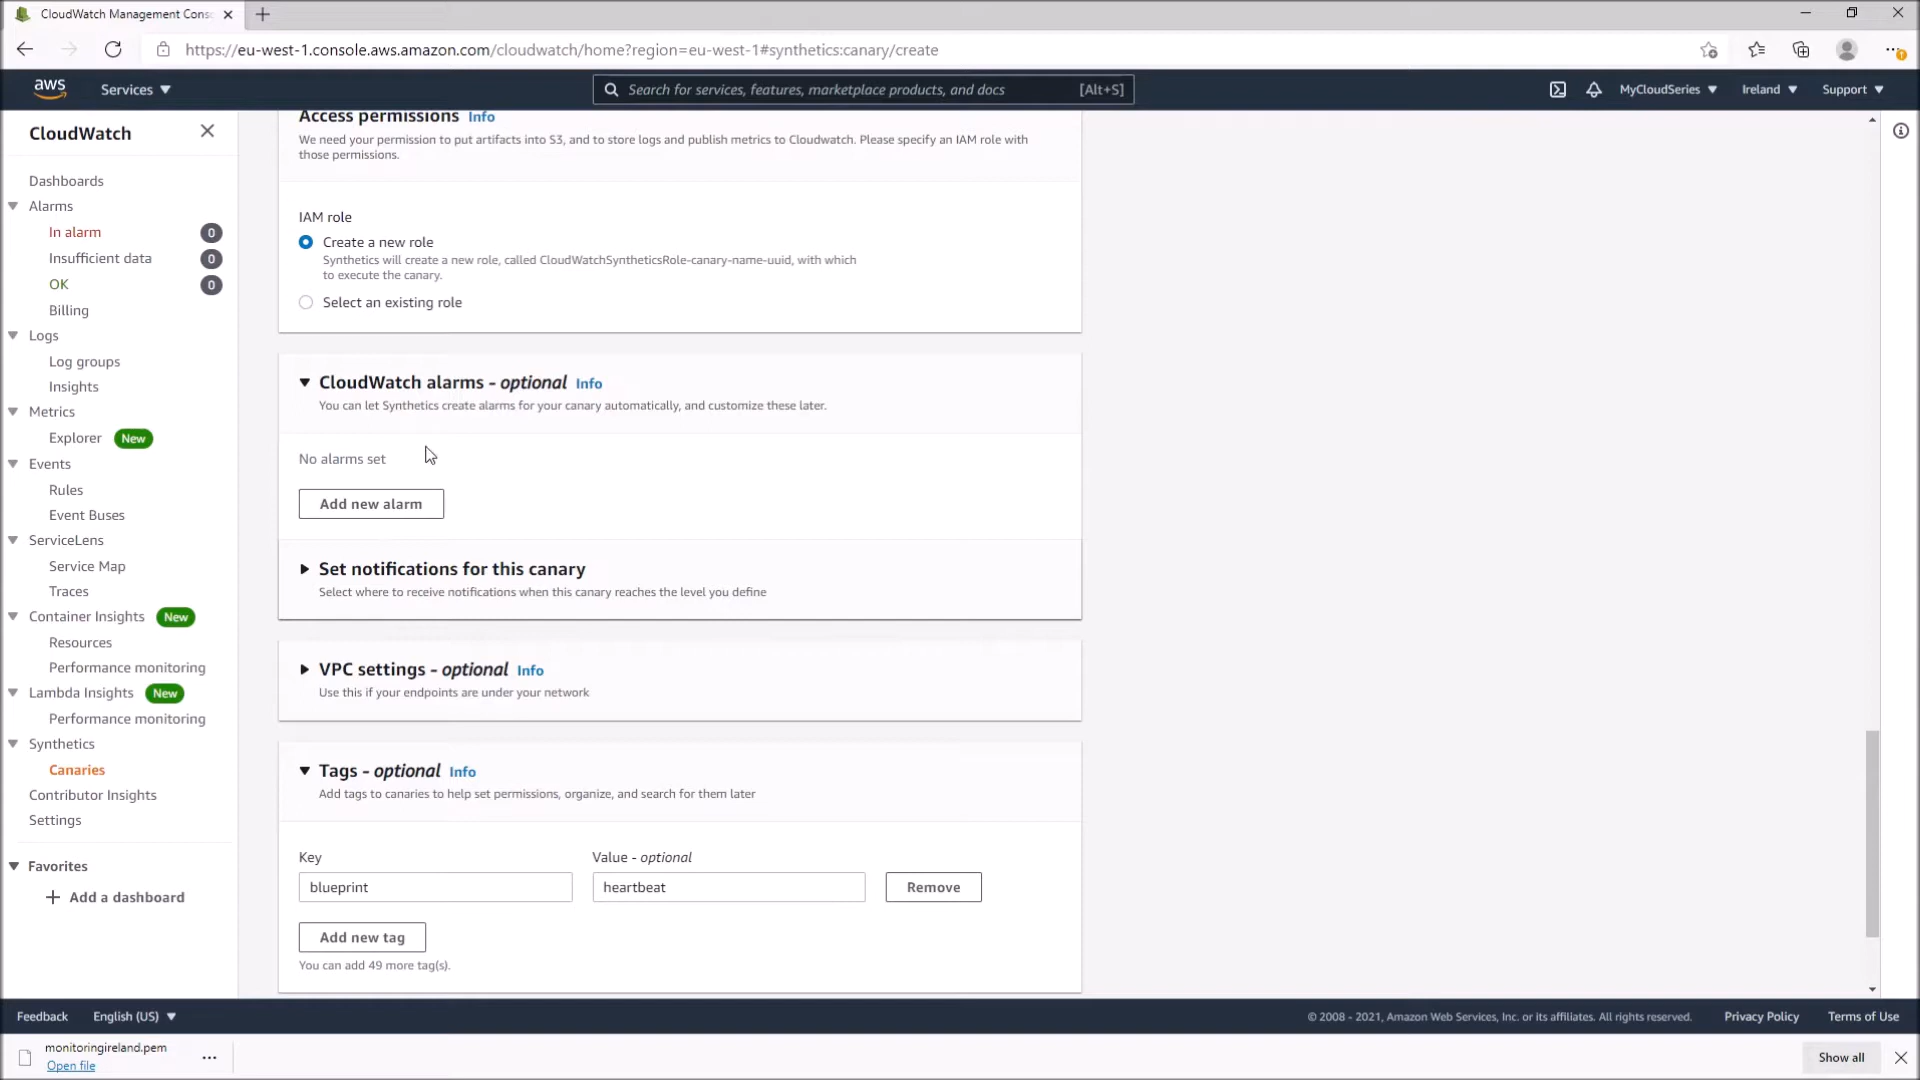 CloudWatch Management Conso
https://eu-west-1.console.aws.amazon.com/cloudwatch/home?region=eu-west-1#synthetics:canary/create
aws
Services
Search for services, features, marketplace products, and docs
[Alt+S]
MyCloudSeries
Ireland
Support
CloudWatch
Dashboards
Alarms
In alarm
0
Insufficient data
0
OK
0
Billing
Logs
Log groups
Insights
Metrics
Explorer
New
Events
Rules
Event Buses
ServiceLens
Service Map
Traces
Container Insights
New
Resources
Performance monitoring
Lambda Insights
New
Performance monitoring
Synthetics
Canaries
Contributor Insights
Settings
Favorites
Add a dashboard
Access permissions Info
We need your permission to put artifacts into S3, and to store logs and publish metrics to Cloudwatch. Please specify an IAM role with
those permissions.
IAM role
Create a new role
Synthetics will create a new role, called CloudWatchSyntheticsRole-canary-name-uuid, with which
to execute the canary.
Select an existing role
CloudWatch alarms - optional Info
You can let Synthetics create alarms for your canary automatically, and customize these later.
No alarms set
Add new alarm
Set notifications for this canary
Select where to receive notifications when this canary reaches the level you define
VPC settings - optional Info
Use this if your endpoints are under your network
Tags - optional Info
Add tags to canaries to help set permissions, organize, and search for them later
Key
Value - optional
blueprint
heartbeat
Remove
Add new tag
You can add 49 more tag(s).
Feedback
English (US)
© 2008 - 2021, Amazon Web Services, Inc. or its affiliates. All rights reserved.
Privacy Policy
Terms of Use
monitoringireland.pem
Open file
Show all